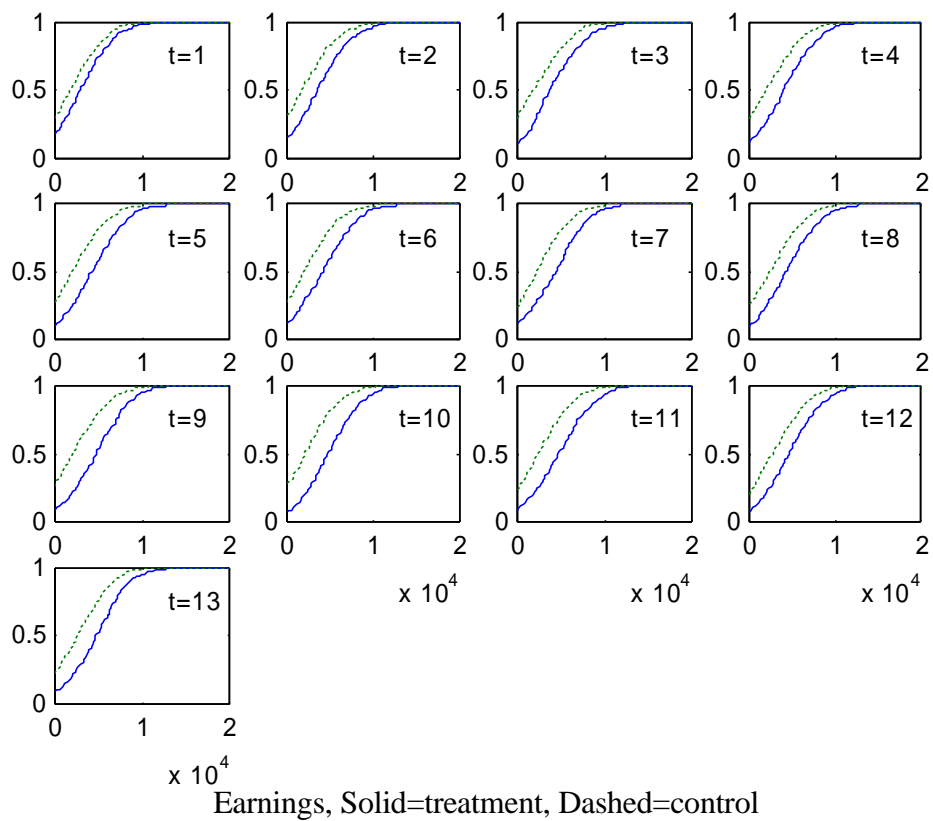 1 1 1 1
t=1 t=2 t=3 t=4
0.5 0.5 0.5 0.5
0 0 0 0
0 1 2 0 1 2 0 1 2 0 1 2
1 1 1 1
t=5 t=6 t=7 t=8
0.5 0.5 0.5 0.5
0 0 0 0
0 1 2 0 1 2 0 1 2 0 1 2
1 1 1 1
t=9 t=10 t=11 t=12
0.5 0.5 0.5 0.5
0 0 0 0
0 1 2 0 1 2 0 1 2 0 1 2
x 10^4 x 10^4 x 10^4
1
t=13
0.5
0
0 1 2
x 10^4
Earnings, Solid=treatment, Dashed=control